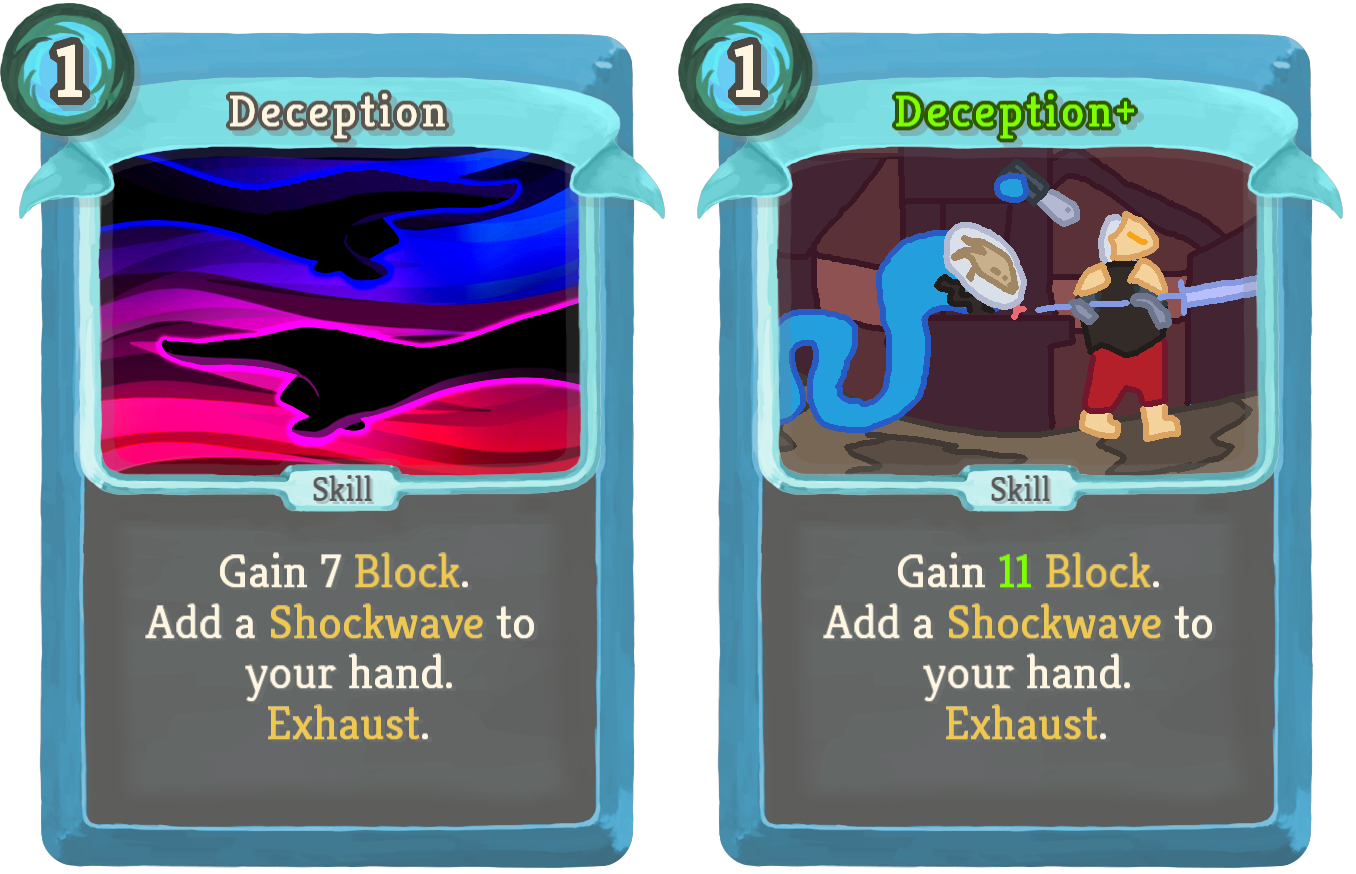 1
Deception
Skill
Gain 7 Block.
Add a Shockwave to
your hand.
Exhaust.
1
Deception+
Skill
Gain 11 Block.
Add a Shockwave to
your hand.
Exhaust.